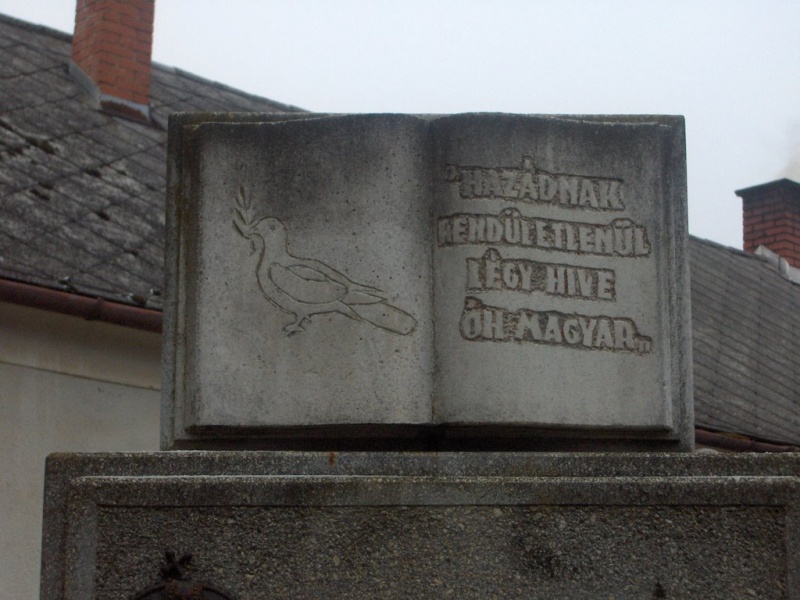 "HAZÁDNAK
RENDÜLETLENÜL
LÉGY HIVE
ÓH MAGYAR„